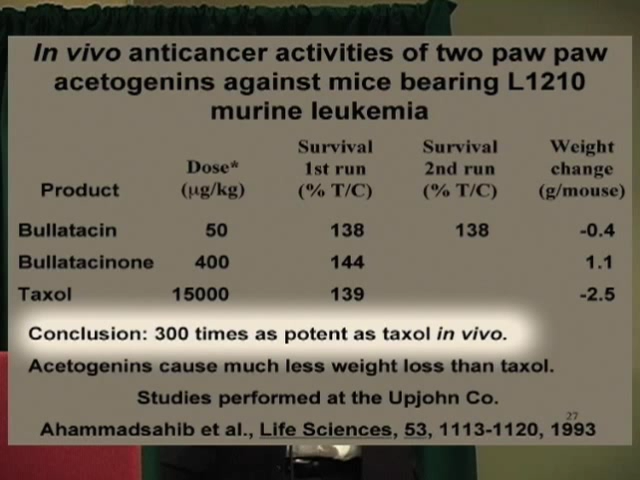 In vivo anticancer activities of two paw paw
acetogenins against mice bearing L1210
murine leukemia
Product Dose* (µg/kg) Survival 1st run (% T/C) Survival 2nd run (% T/C) Weight change (g/mouse)
Bullatacin 50 138 138 -0.4
Bullatacinone 400 144 1.1
Taxol 15000 139 -2.5
Conclusion: 300 times as potent as taxol in vivo.
Acetogenins cause much less weight loss than taxol.
Studies performed at the Upjohn Co.
27
Ahammadsahib et al., Life Sciences, 53, 1113-1120, 1993